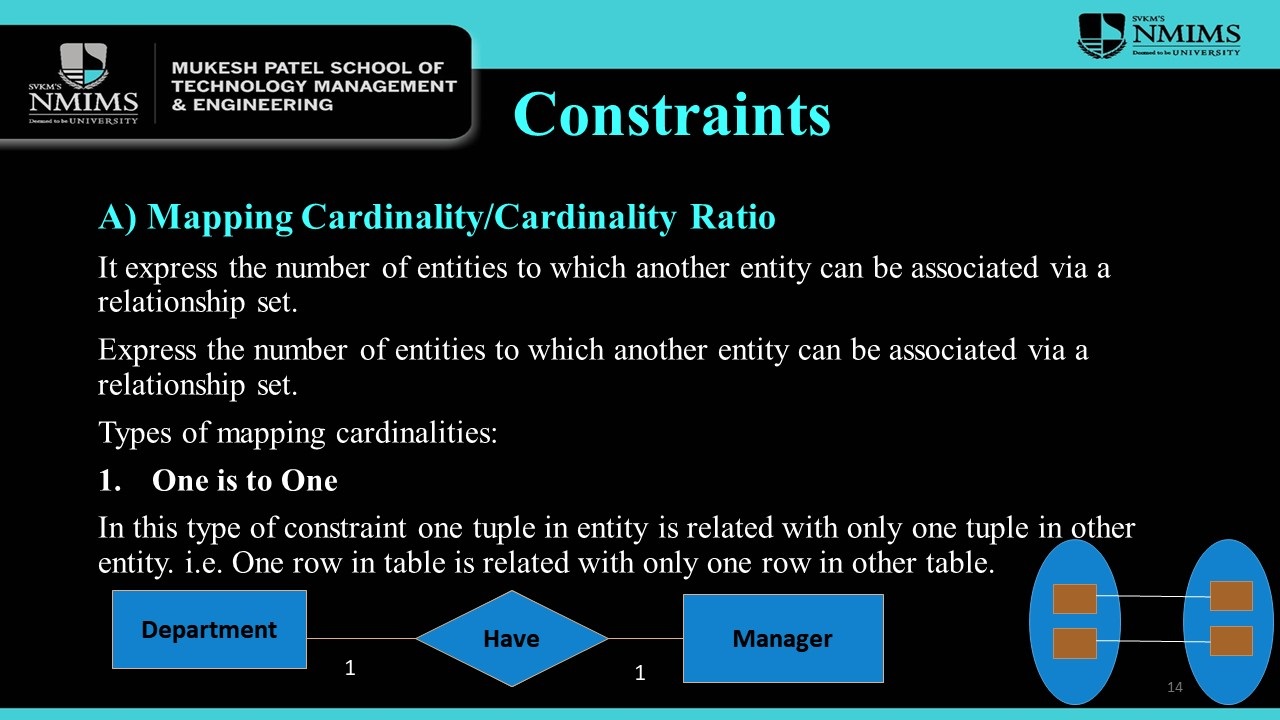 SVKM'S
NMIMS
Deemed to be UNIVERSITY
MUKESH PATEL SCHOOL OF
TECHNOLOGY MANAGEMENT
& ENGINEERING
SVKM'S
NMIMS
Deemed to be UNIVERSITY
Constraints
A) Mapping Cardinality/Cardinality Ratio
It express the number of entities to which another entity can be associated via a
relationship set.
Express the number of entities to which another entity can be associated via a
relationship set.
Types of mapping cardinalities:
1. One is to One
In this type of constraint one tuple in entity is related with only one tuple in other
entity. i.e. One row in table is related with only one row in other table.
Department
1
Have
1
Manager
14